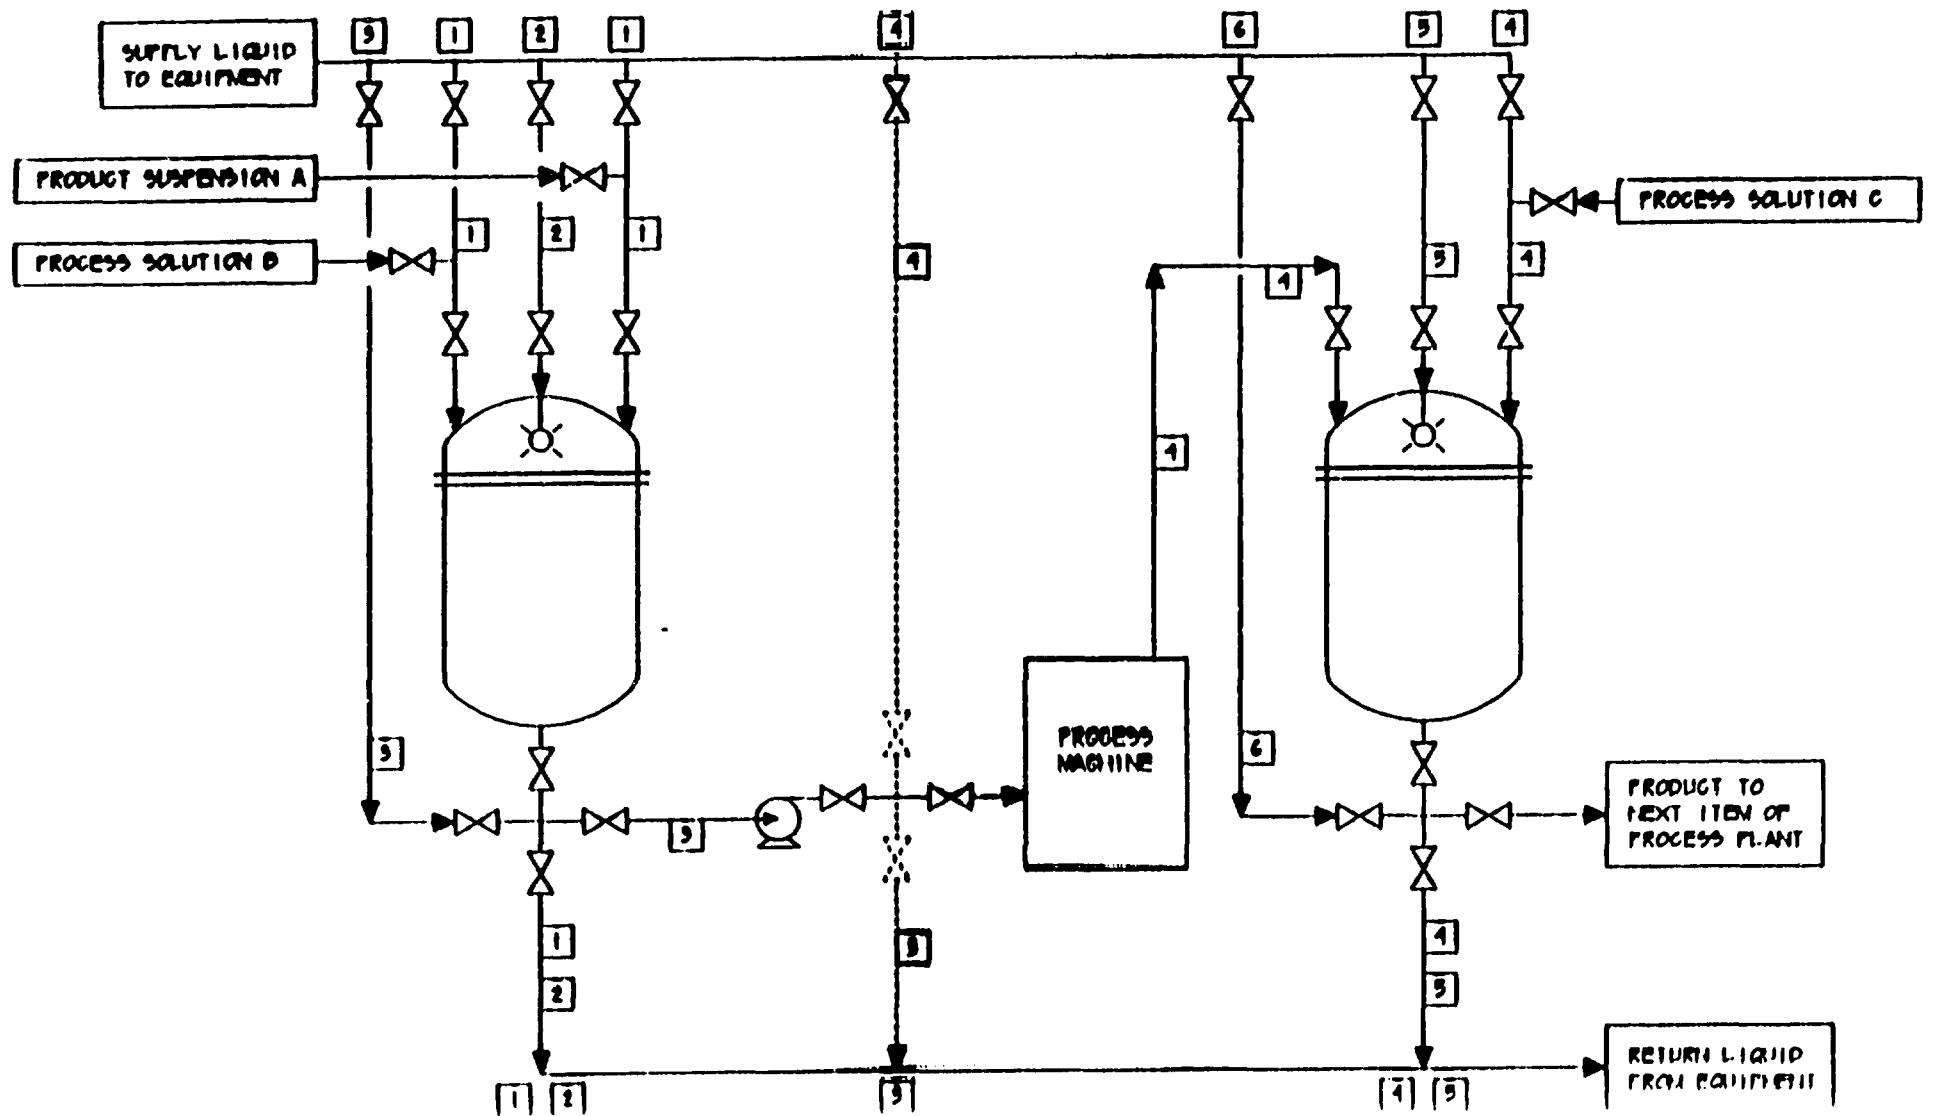 3 1 2 1 4 6 5 4
SUPPLY LIQUID
TO EQUIPMENT
PRODUCT SUSPENSION A
PROCESS SOLUTION C
1 2 1
PROCESS SOLUTION B
4 5 4
4
4
3
PROCESS
MACHINE
6
PRODUCT TO
NEXT ITEM OF
PROCESS PLANT
3
1
3
4
2
5
RETURN LIQUID
FROM EQUIPMENT
1 2 3 4 5